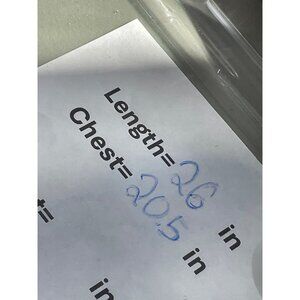 Length= 26 in
Chest= 20.5 in
t=
in